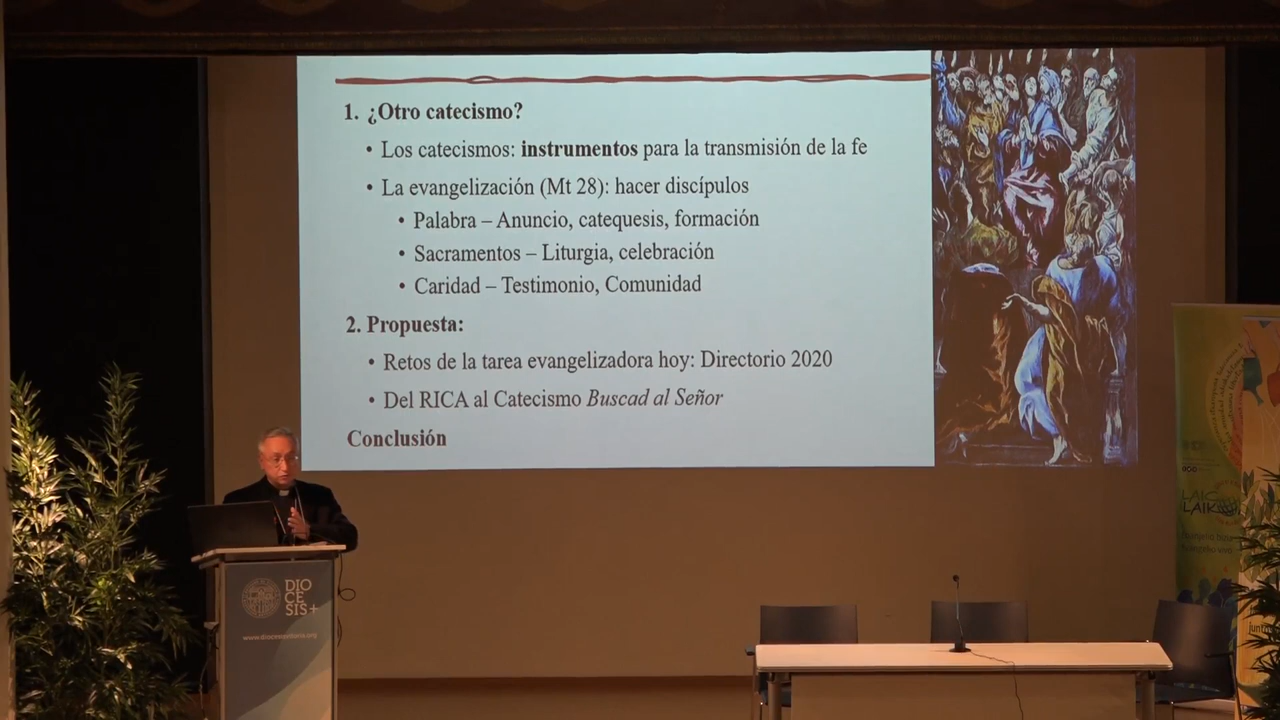 1. ¿Otro catecismo?
• Los catecismos: instrumentos para la transmisión de la fe
• La evangelización (Mt 28): hacer discípulos
• Palabra – Anuncio, catequesis, formación
• Sacramentos – Liturgia, celebración
• Caridad – Testimonio, Comunidad
2. Propuesta:
• Retos de la tarea evangelizadora hoy: Directorio 2020
• Del RICA al Catecismo Buscad al Señor
Conclusión
DIO
CE
SIS+
LAIC
LAIK